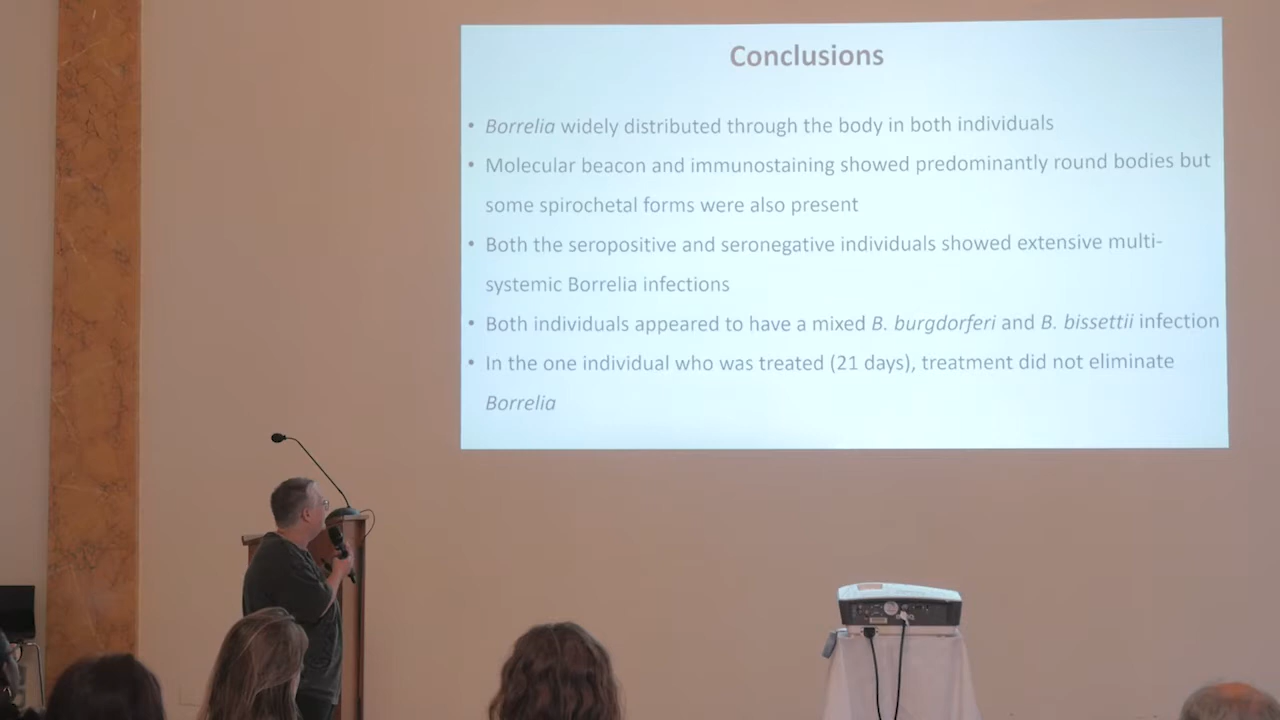 Conclusions
• Borrelia widely distributed through the body in both individuals
• Molecular beacon and immunostaining showed predominantly round bodies but
some spirochetal forms were also present
• Both the seropositive and seronegative individuals showed extensive multi-
systemic Borrelia infections
• Both individuals appeared to have a mixed B. burgdorferi and B. bissettii infection
• In the one individual who was treated (21 days), treatment did not eliminate
Borrelia